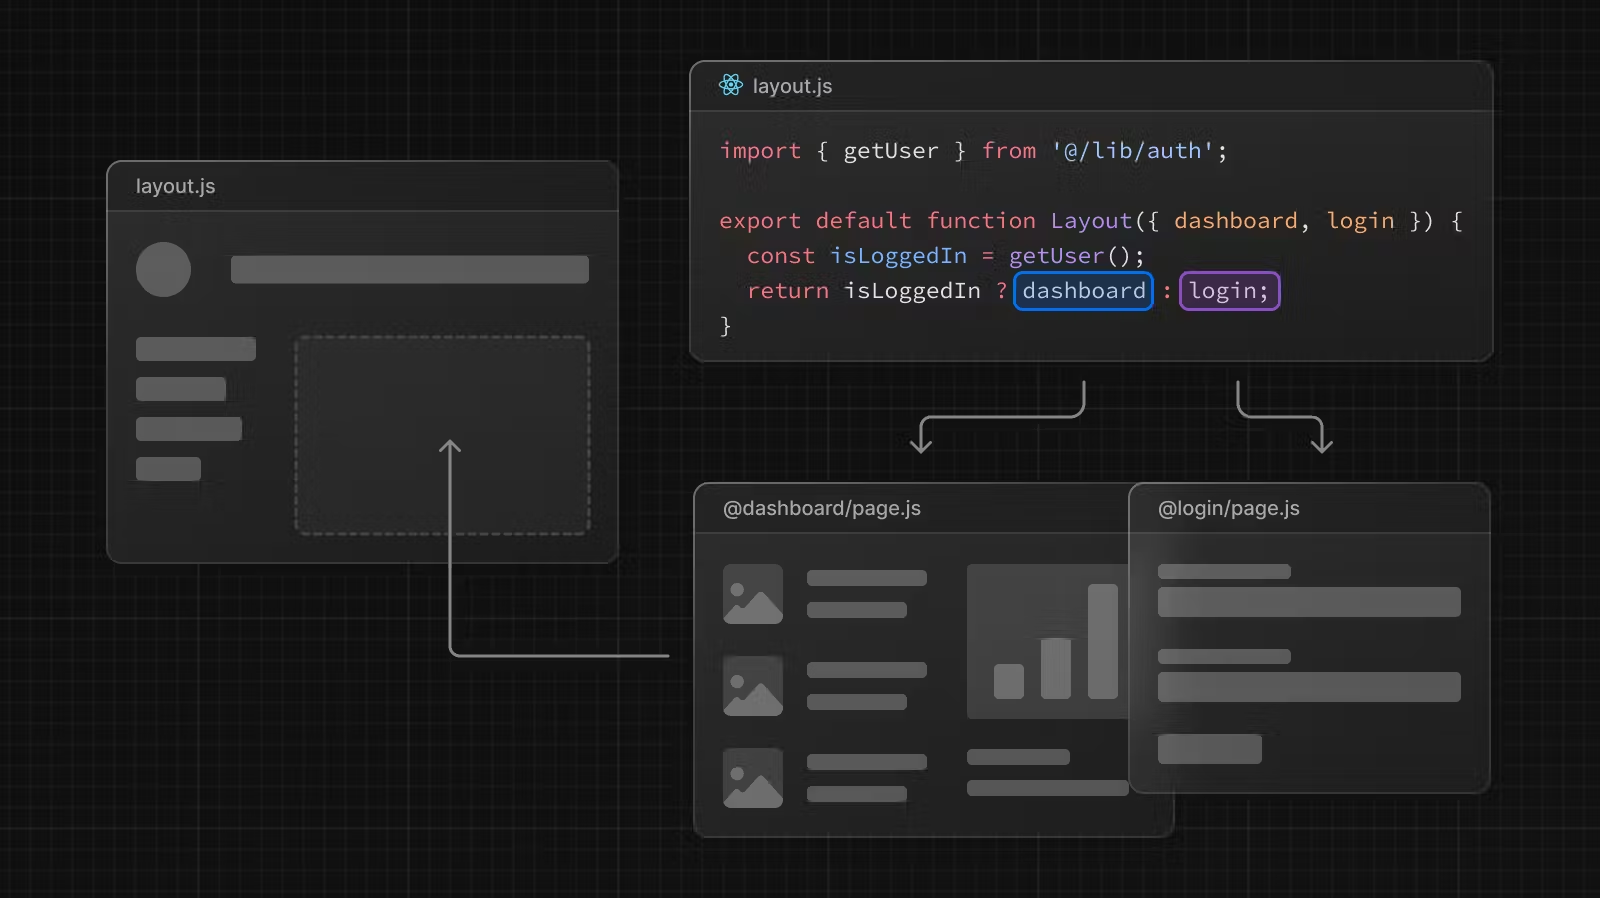 layout.js
layout.js
import { getUser } from '@/lib/auth';
export default function Layout({ dashboard, login }) {
  const isLoggedIn = getUser();
  return isLoggedIn ? dashboard : login;
}
@dashboard/page.js
@login/page.js